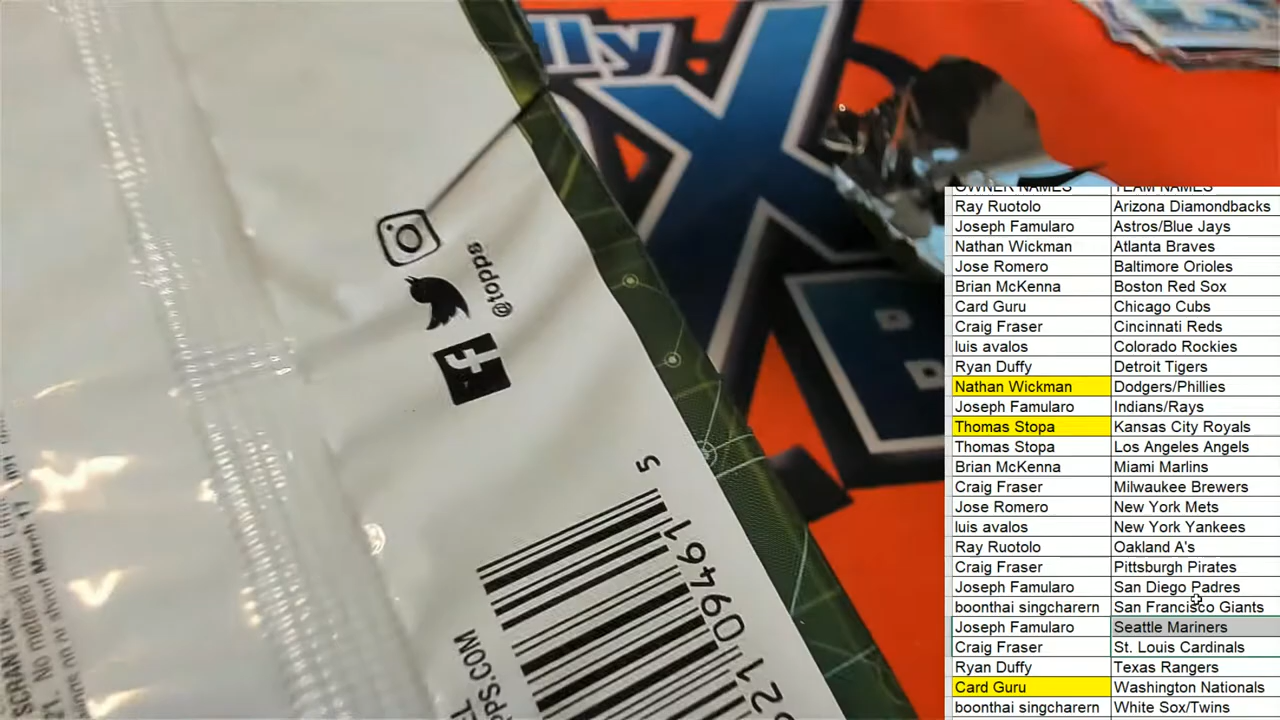 lly
X
B
@topps
5
21 09461
PPS.COM
OWNER NAMES TEAM NAMES
Ray Ruotolo Arizona Diamondbacks
Joseph Famularo Astros/Blue Jays
Nathan Wickman Atlanta Braves
Jose Romero Baltimore Orioles
Brian McKenna Boston Red Sox
Card Guru Chicago Cubs
Craig Fraser Cincinnati Reds
luis avalos Colorado Rockies
Ryan Duffy Detroit Tigers
Nathan Wickman Dodgers/Phillies
Joseph Famularo Indians/Rays
Thomas Stopa Kansas City Royals
Thomas Stopa Los Angeles Angels
Brian McKenna Miami Marlins
Craig Fraser Milwaukee Brewers
Jose Romero New York Mets
luis avalos New York Yankees
Ray Ruotolo Oakland A's
Craig Fraser Pittsburgh Pirates
Joseph Famularo San Diego Padres
boonthai singcharern San Francisco Giants
Joseph Famularo Seattle Mariners
Craig Fraser St. Louis Cardinals
Ryan Duffy Texas Rangers
Card Guru Washington Nationals
boonthai singcharern White Sox/Twins